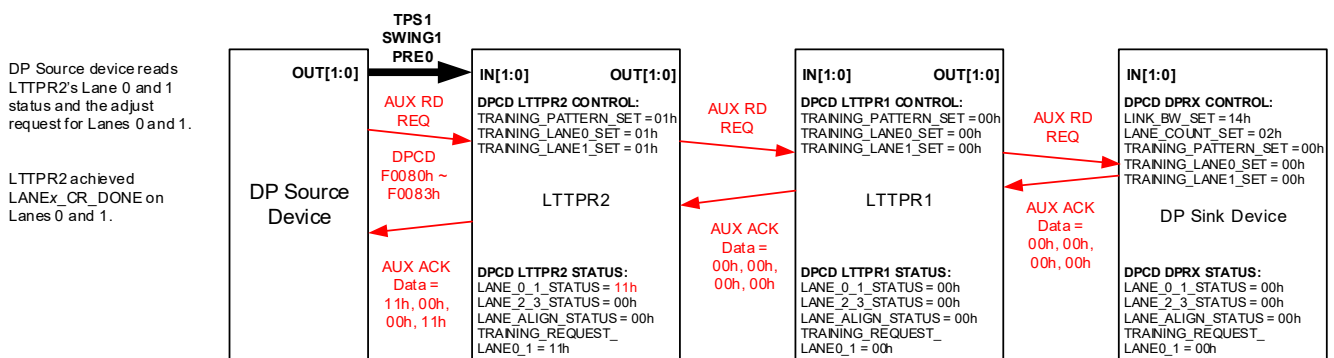 DP Source device reads
LTTPR2's Lane 0 and 1
status and the adjust
request for Lanes 0 and 1.
LTTPR2 achieved
LANEx_CR_DONE on
Lanes 0 and 1.
TPS1
SWING1
PRE0
OUT[1:0]
DP Source
Device
AUX RD
REQ
DPCD
F0080h ~
F0083h
AUX ACK
Data =
11h, 00h,
00h, 11h
IN[1:0]
OUT[1:0]
DPCD LTTPR2 CONTROL:
TRAINING_PATTERN_SET = 01h
TRAINING_LANE0_SET = 01h
TRAINING_LANE1_SET = 01h
LTTPR2
DPCD LTTPR2 STATUS:
LANE_0_1_STATUS = 11h
LANE_2_3_STATUS = 00h
LANE_ALIGN_STATUS = 00h
TRAINING_REQUEST_
LANE0_1 = 11h
AUX RD
REQ
AUX ACK
Data =
00h, 00h,
00h, 00h
IN[1:0]
OUT[1:0]
DPCD LTTPR1 CONTROL:
TRAINING_PATTERN_SET = 00h
TRAINING_LANE0_SET = 00h
TRAINING_LANE1_SET = 00h
LTTPR1
DPCD LTTPR1 STATUS:
LANE_0_1_STATUS = 00h
LANE_2_3_STATUS = 00h
LANE_ALIGN_STATUS = 00h
TRAINING_REQUEST_
LANE0_1 = 00h
AUX RD
REQ
AUX ACK
Data =
00h, 00h,
00h, 00h
IN[1:0]
DPCD DPRX CONTROL:
LINK_BW_SET = 14h
LANE_COUNT_SET = 02h
TRAINING_PATTERN_SET = 00h
TRAINING_LANE0_SET = 00h
TRAINING_LANE1_SET = 00h
DP Sink Device
DPCD DPRX STATUS:
LANE_0_1_STATUS = 00h
LANE_2_3_STATUS = 00h
LANE_ALIGN_STATUS = 00h
TRAINING_REQUEST_
LANE0_1 = 00h